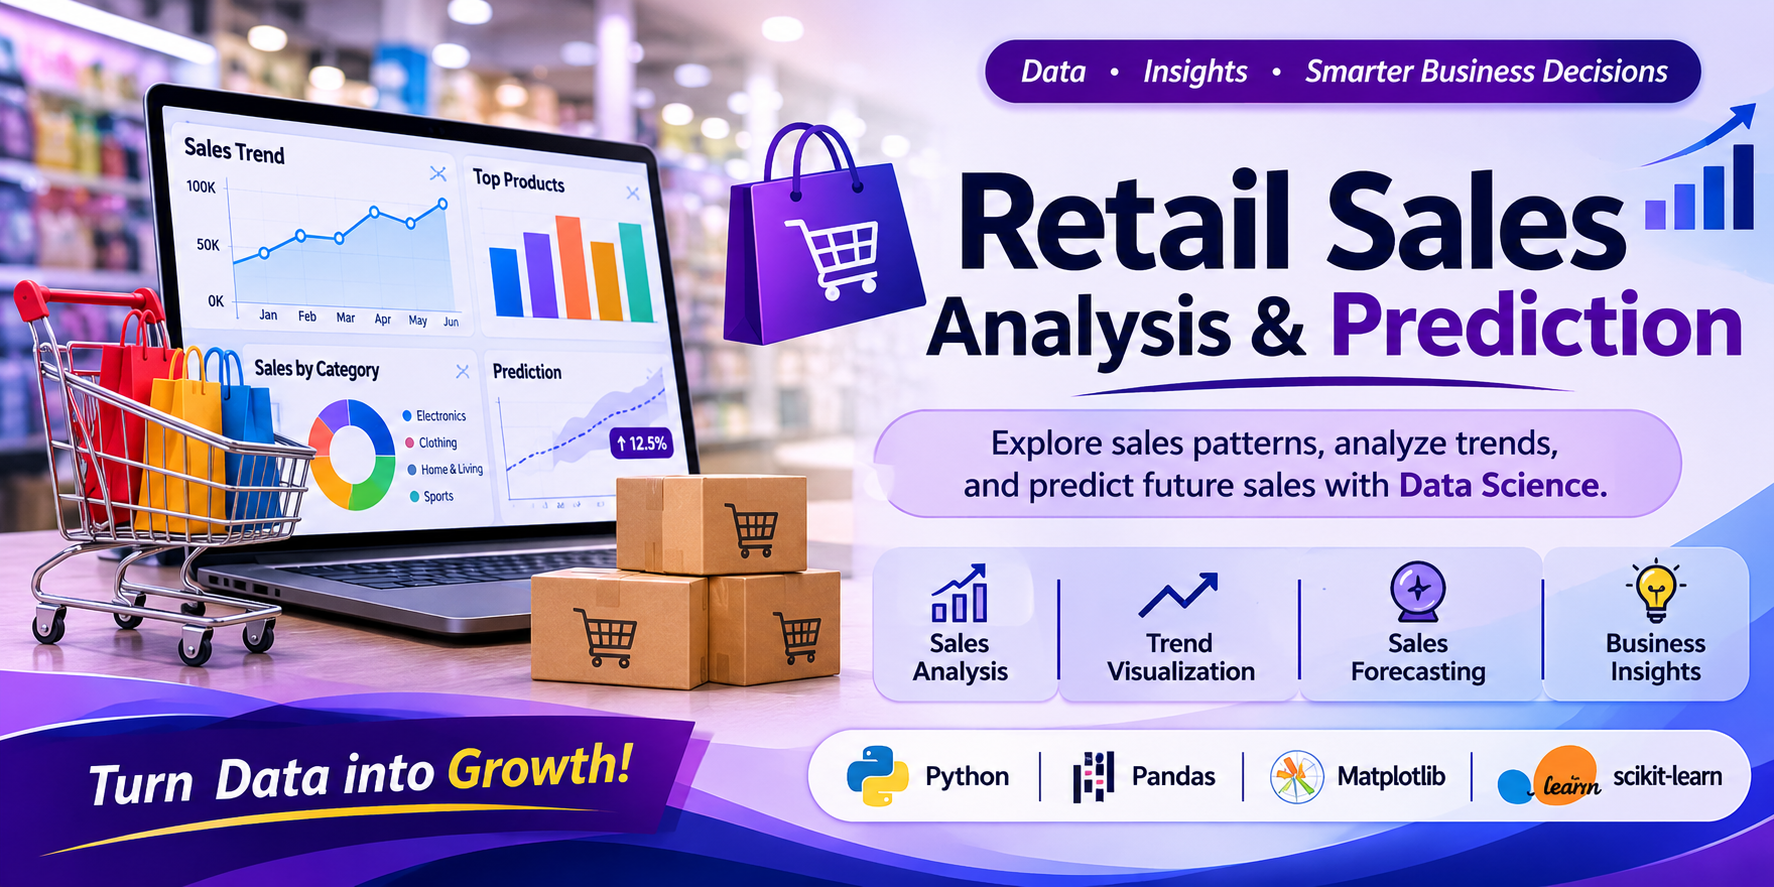 Data • Insights • Smarter Business Decisions
Retail Sales
Analysis & Prediction
Explore sales patterns, analyze trends,
and predict future sales with Data Science.
Sales
Analysis
Trend
Visualization
Sales
Forecasting
Business
Insights
Python
Pandas
Matplotlib
learn
scikit-learn
Sales Trend
100K
50K
0K
Jan Feb Mar Apr May Jun
Top Products
Sales by Category
Electronics
Clothing
Home & Living
Sports
Prediction
↑ 12.5%
Turn Data into Growth!